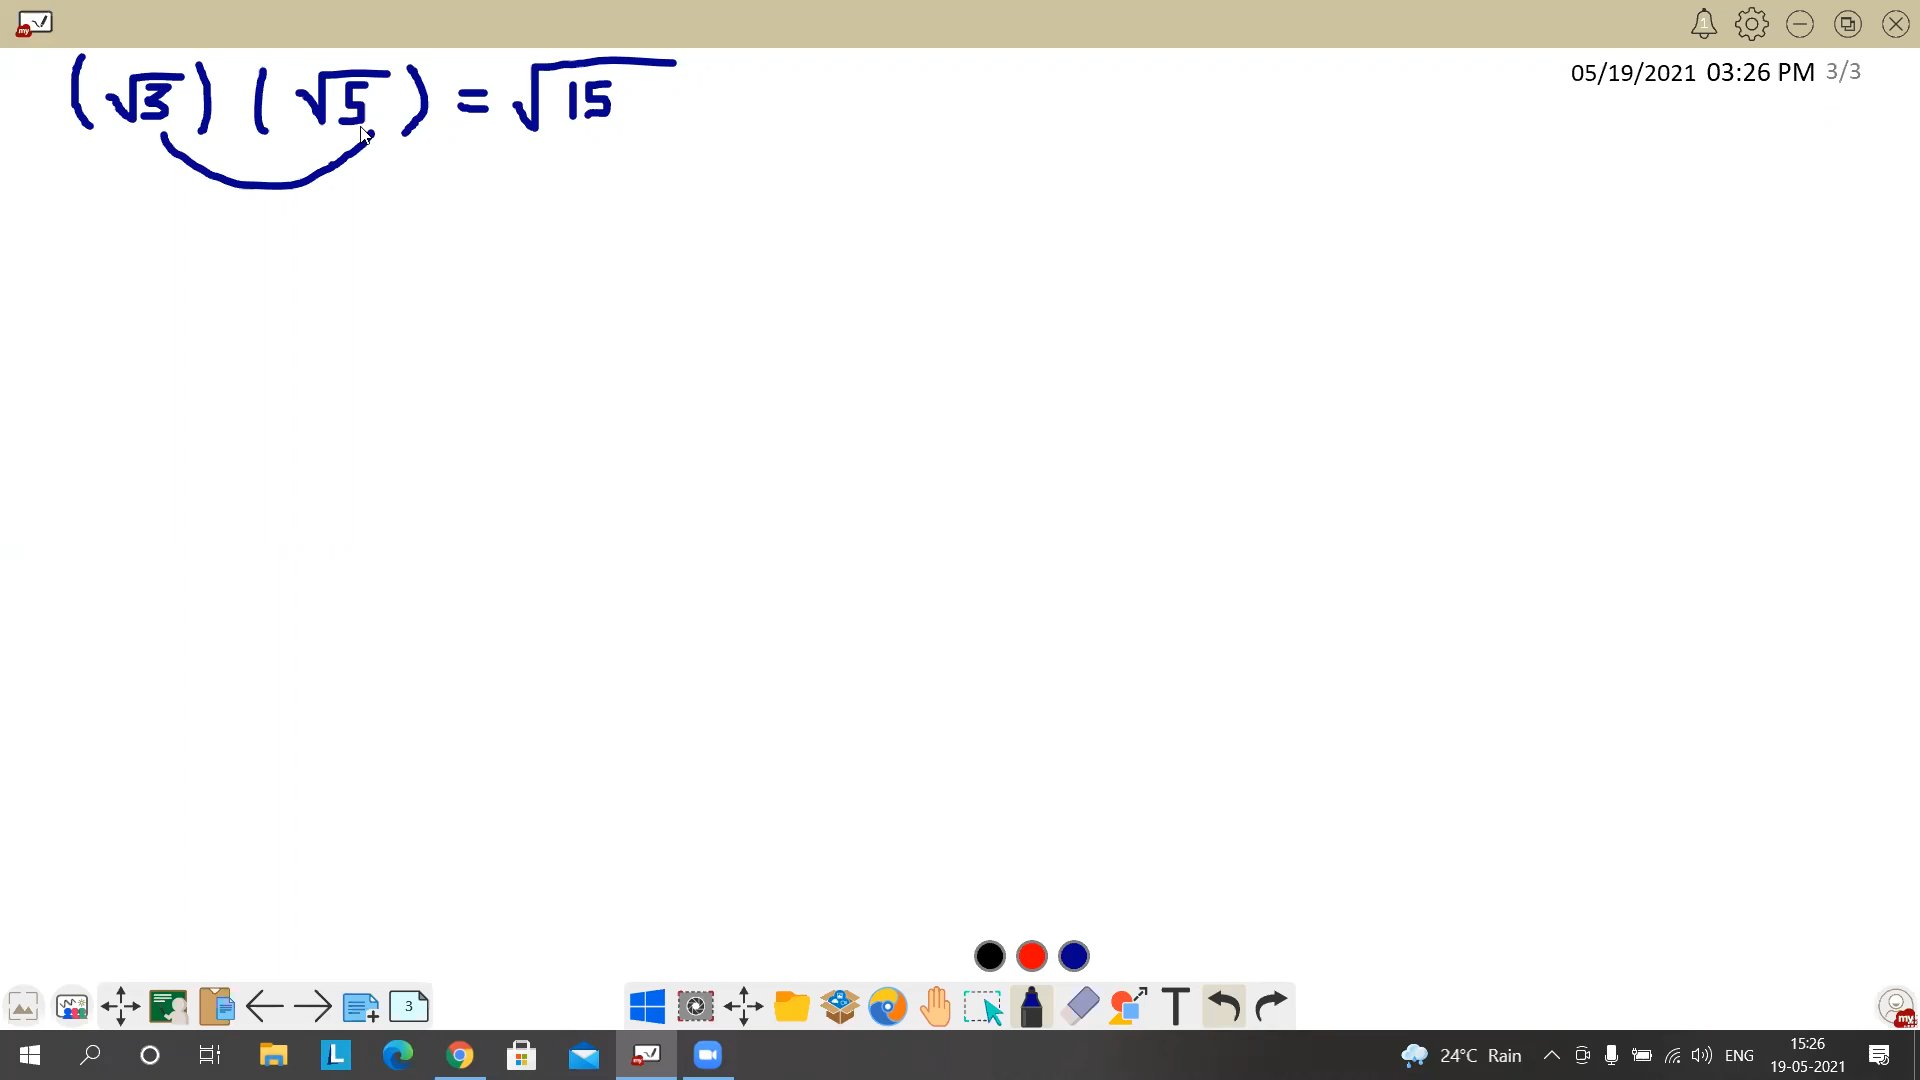 05/19/2021 03:26 PM 3/3
(√3) (√5) = √15
3
24°C Rain
ENG
15:26
19-05-2021